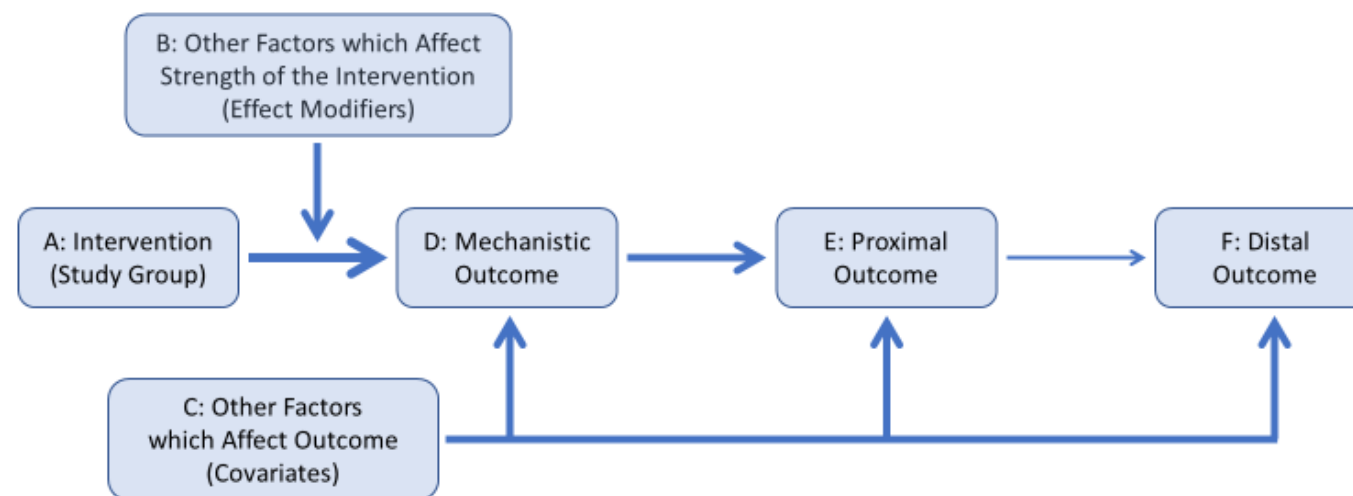 B: Other Factors which Affect
Strength of the Intervention
(Effect Modifiers)
A: Intervention
(Study Group)
D: Mechanistic
Outcome
E: Proximal
Outcome
F: Distal
Outcome
C: Other Factors
which Affect Outcome
(Covariates)